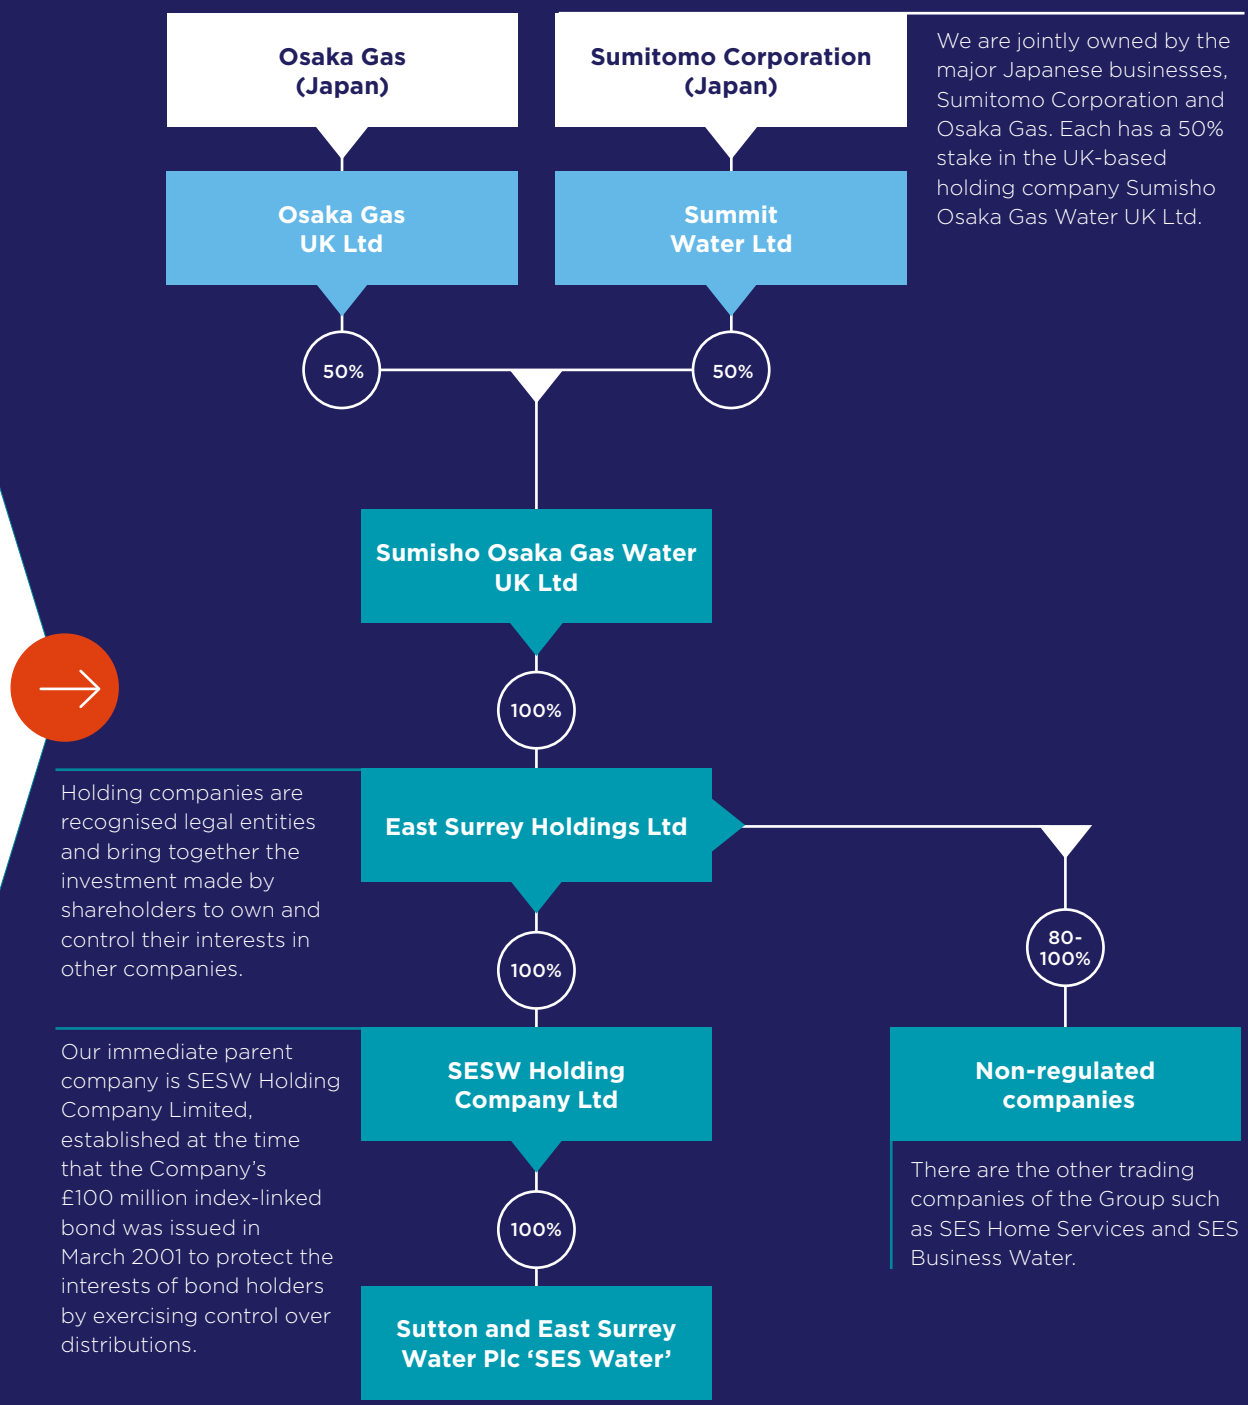 Osaka Gas
(Japan)
Sumitomo Corporation
(Japan)
We are jointly owned by the
major Japanese businesses,
Sumitomo Corporation and
Osaka Gas. Each has a 50%
stake in the UK-based
holding company Sumisho
Osaka Gas Water UK Ltd.
Osaka Gas
UK Ltd
Summit
Water Ltd
50%
50%
Sumisho Osaka Gas Water
UK Ltd
100%
Holding companies are
recognised legal entities
and bring together the
investment made by
shareholders to own and
control their interests in
other companies.
East Surrey Holdings Ltd
80-
100%
100%
Our immediate parent
company is SESW Holding
Company Limited,
established at the time
that the Company’s
£100 million index-linked
bond was issued in
March 2001 to protect the
interests of bond holders
by exercising control over
distributions.
SESW Holding
Company Ltd
Non-regulated
companies
There are the other trading
companies of the Group such
as SES Home Services and SES
Business Water.
100%
Sutton and East Surrey
Water Plc ‘SES Water’